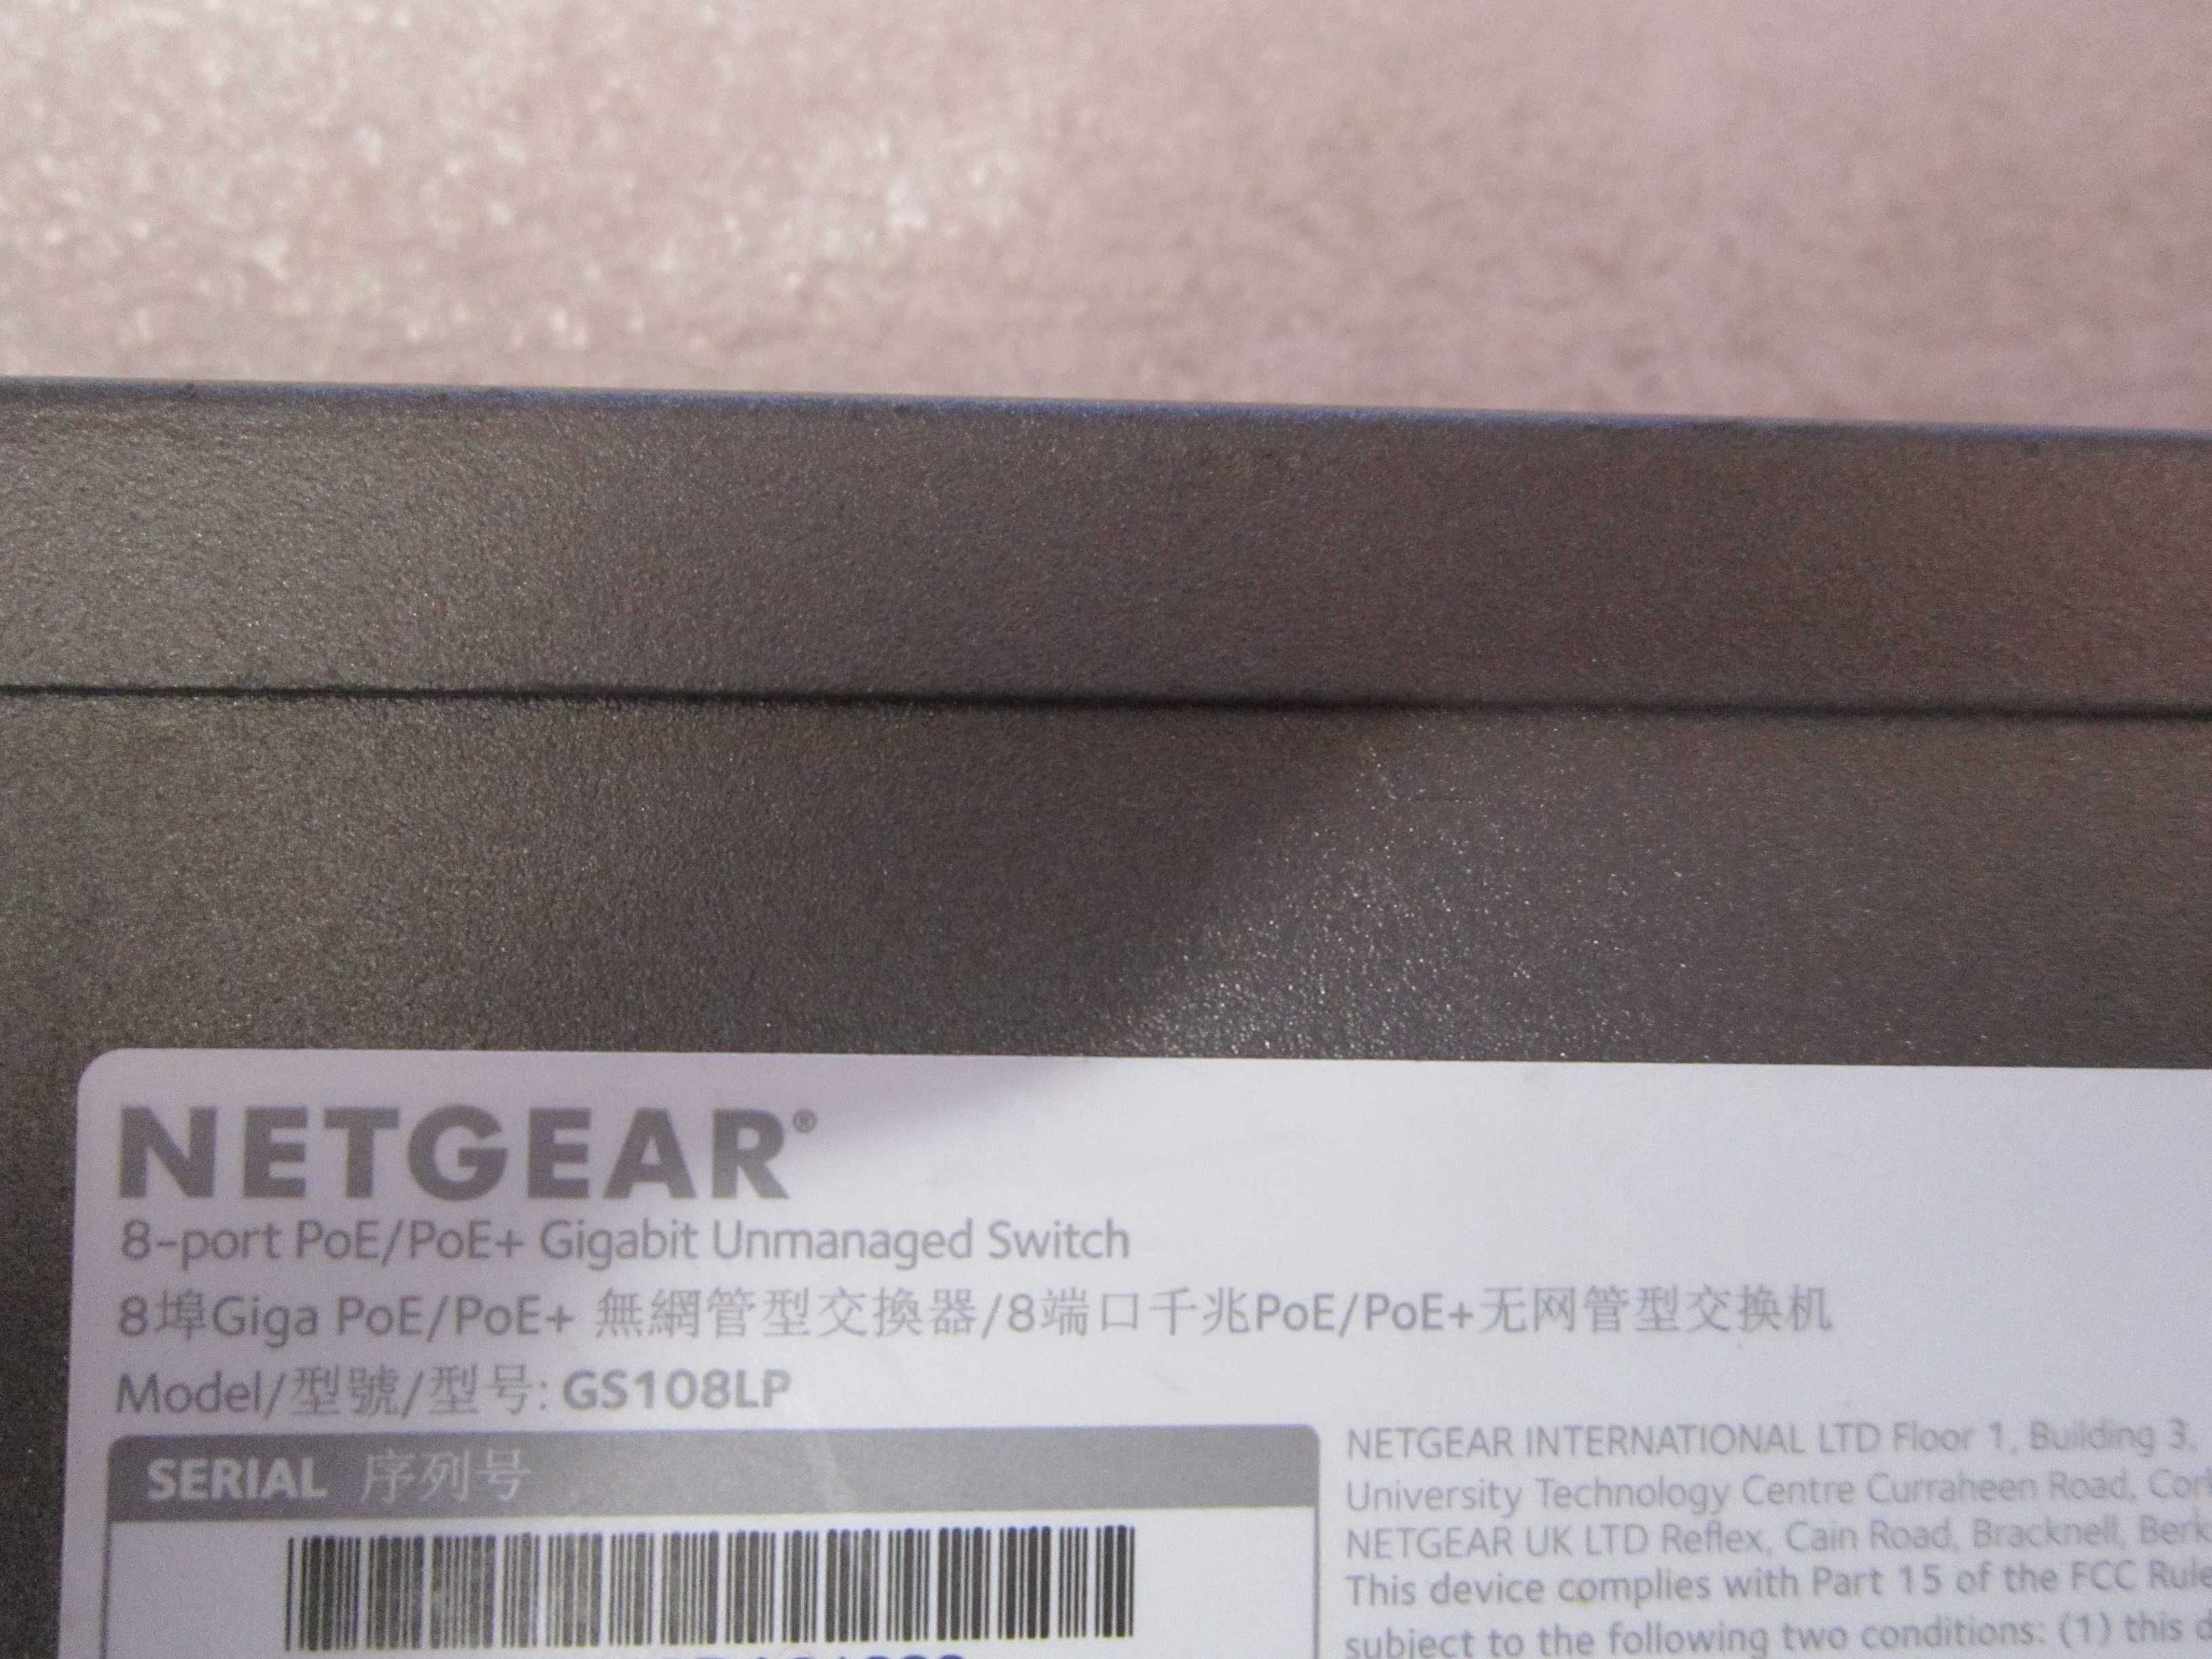 NETGEAR®
8-port PoE/PoE+ Gigabit Unmanaged Switch
8埠Giga PoE/PoE+ 無網管型交換器/8端口千兆PoE/PoE+无网管型交换机
Model/型號/型号: GS108LP
SERIAL 序列号
NETGEAR INTERNATIONAL LTD Floor 1, Building 3,
University Technology Centre Curraheen Road,
NETGEAR UK LTD Reflex, Cain Road, Bracknell,
This device complies with Part 15 of the FCC
subject to the following two conditions: (1) this